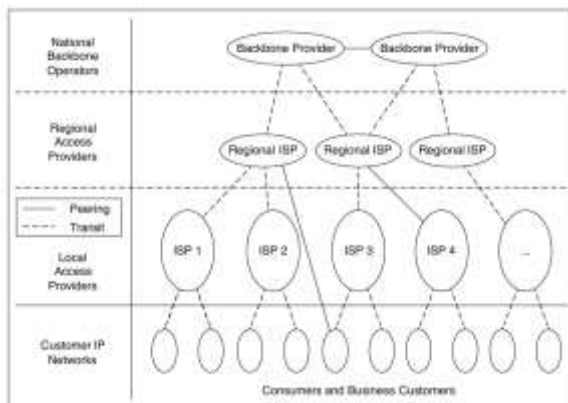 National
Backbone
Operators
Backbone Provider
Backbone Provider
Regional
Access
Providers
Regional ISP
Regional ISP
Regional ISP
Peering
Transit
Local
Access
Providers
ISP 1
ISP 2
ISP 3
ISP 4
...
Customer IP
Networks
Consumers and Business Customers